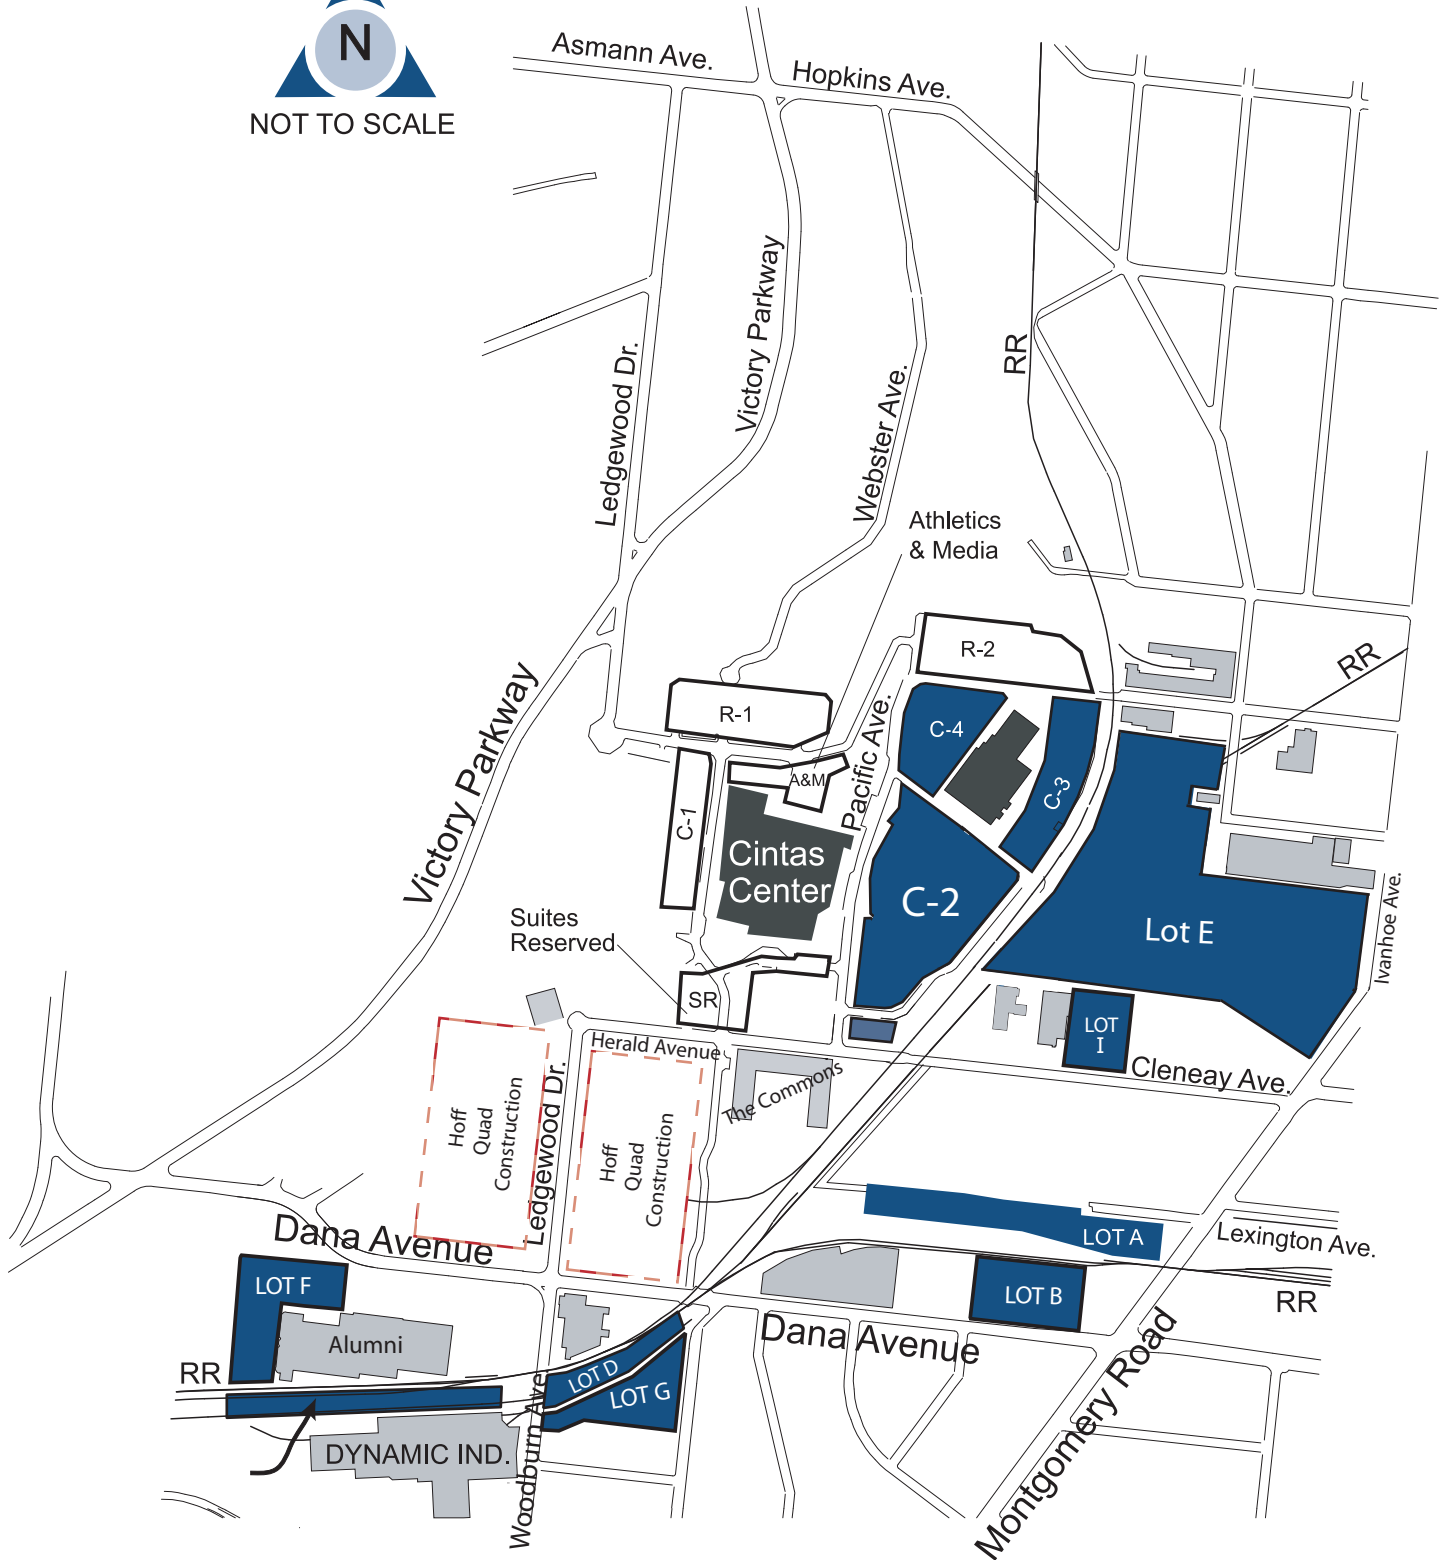 N
NOT TO SCALE
Asmann Ave.
Hopkins Ave.
Ledgewood Dr.
Victory Parkway
Webster Ave.
RR
Athletics
& Media
R-2
RR
R-1
C-4
A&M
Pacific Ave.
C-3
C-1
Victory Parkway
Cintas
Center
C-2
Lot E
Ivanhoe Ave.
Suites
Reserved
SR
LOT
I
Herald Avenue
Cleneay Ave.
The Commons
Hoff
Quad
Construction
Ledgewood Dr.
Hoff
Quad
Construction
Dana Avenue
LOT A
Lexington Ave.
LOT F
LOT B
RR
Alumni
Dana Avenue
RR
LOT D
LOT G
Montgomery Road
DYNAMIC IND.
Woodburn Ave.